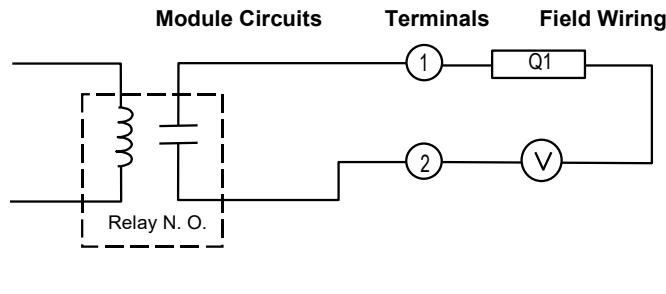 Module Circuits Terminals Field Wiring
1 Q1
2 V
Relay N. O.